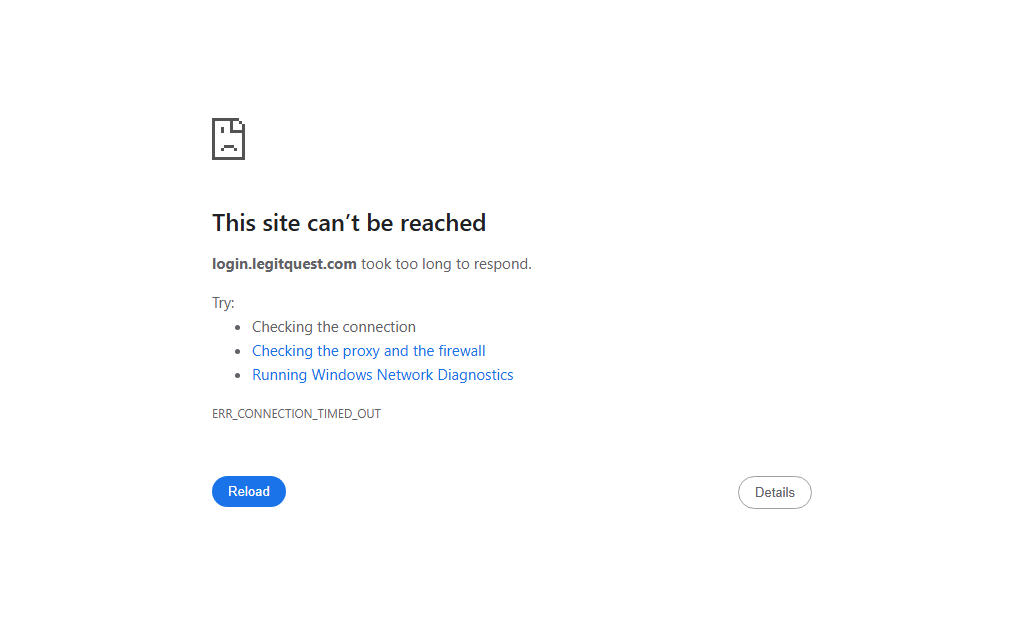 This site can’t be reached
login.legitquest.com took too long to respond.
Try:
Checking the connection
Checking the proxy and the firewall
Running Windows Network Diagnostics
ERR_CONNECTION_TIMED_OUT
Reload
Details